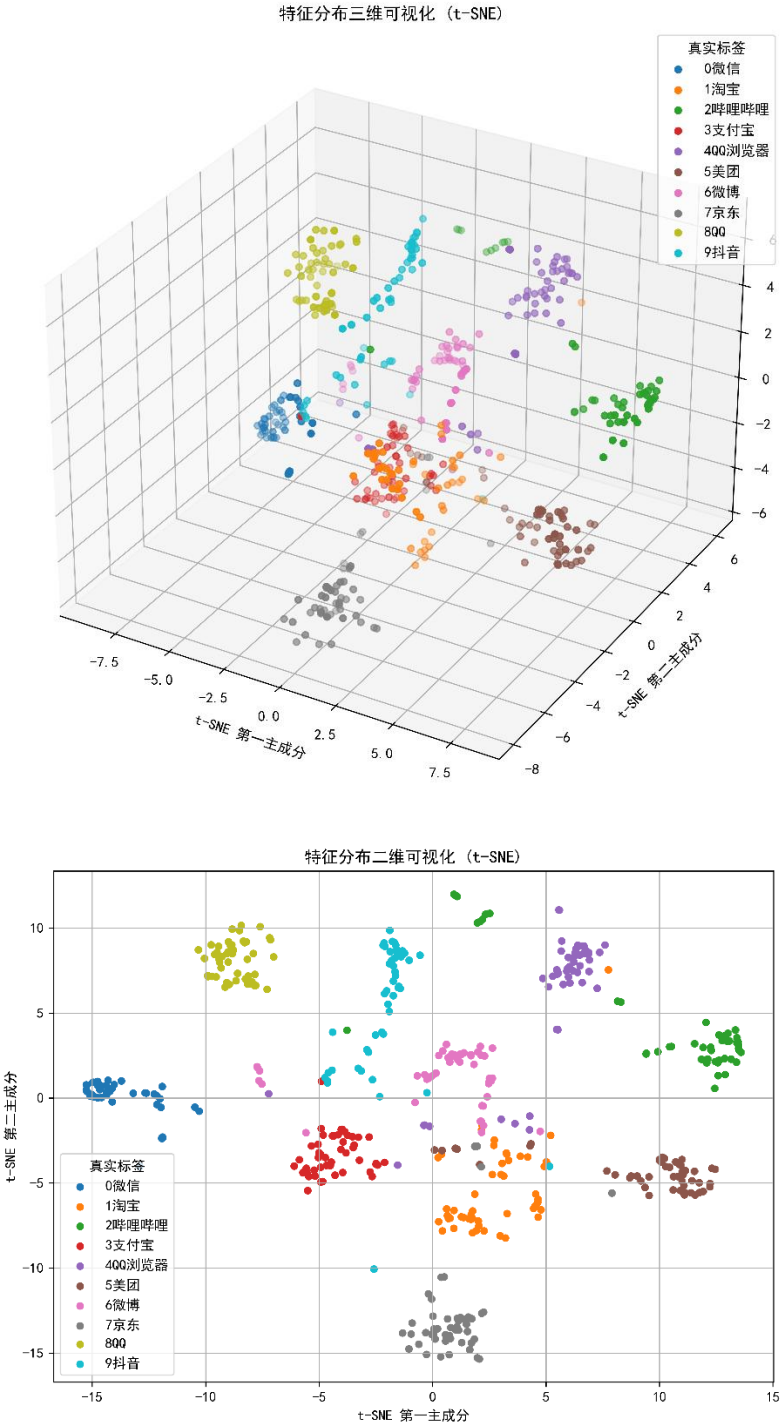 特征分布三维可视化 (t-SNE)
真实标签
0微信
1淘宝
2哔哩哔哩
3支付宝
4QQ浏览器
5美团
6微博
7京东
8QQ
9抖音
6
4
2
0
-2
-4
-6
6
4
2
0
-2
-4
-6
-8
t-SNE 第二主成分
-7.5
-5.0
-2.5
0.0
2.5
5.0
7.5
t-SNE 第一主成分
特征分布二维可视化 (t-SNE)
10
5
0
-5
-10
-15
t-SNE 第二主成分
真实标签
0微信
1淘宝
2哔哩哔哩
3支付宝
4QQ浏览器
5美团
6微博
7京东
8QQ
9抖音
-15
-10
-5
0
5
10
15
t-SNE 第一主成分